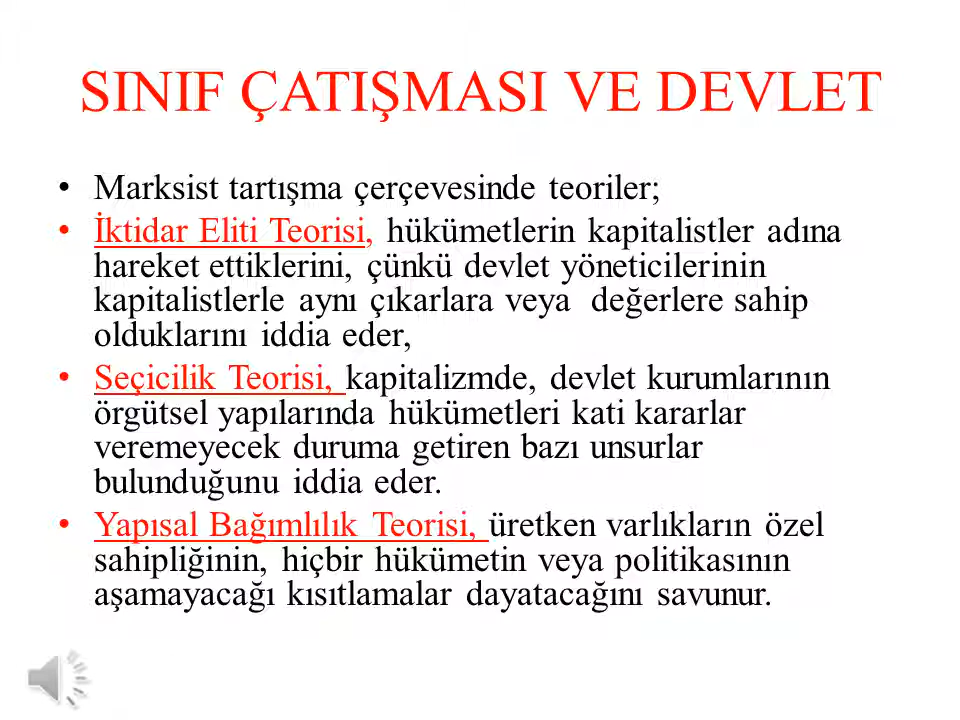 SINIF ÇATIŞMASI VE DEVLET
• Marksist tartışma çerçevesinde teoriler;
• İktidar Eliti Teorisi, hükümetlerin kapitalistler adına
hareket ettiklerini, çünkü devlet yöneticilerinin
kapitalistlerle aynı çıkarlara veya değerlere sahip
olduklarını iddia eder,
• Seçicilik Teorisi, kapitalizmde, devlet kurumlarının
örgütsel yapılarında hükümetleri kati kararlar
veremeyecek duruma getiren bazı unsurlar
bulunduğunu iddia eder.
• Yapısal Bağımlılık Teorisi, üretken varlıkların özel
sahipliğinin, hiçbir hükümetin veya politikasının
aşamayacağı kısıtlamalar dayatacağını savunur.